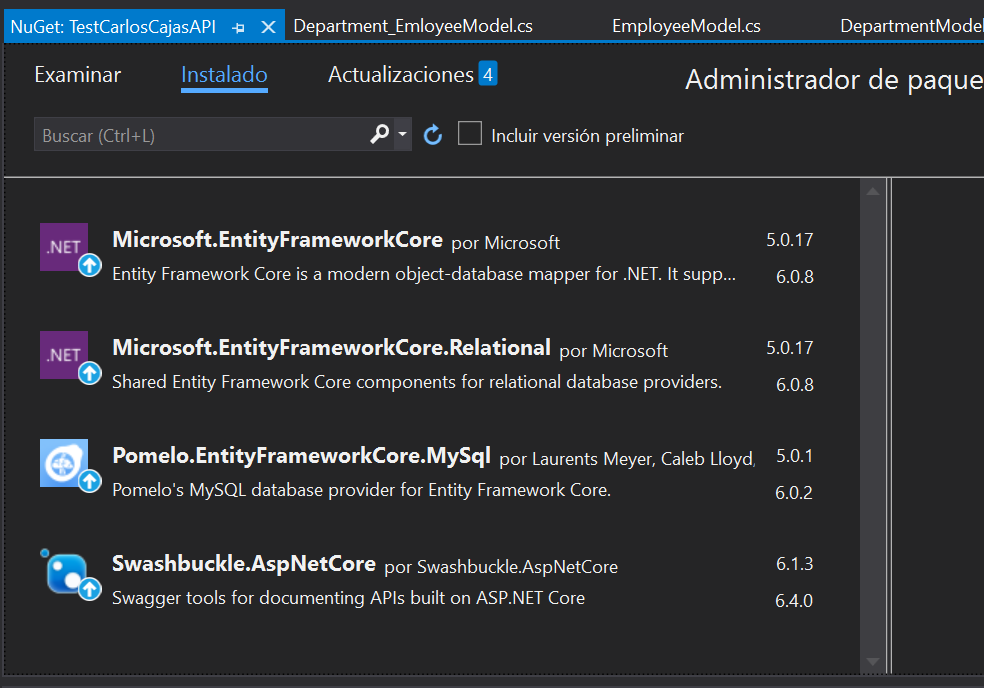 NuGet: TestCarlosCajasAPI Department_EmloyeeModel.cs EmployeeModel.cs DepartmentModel
Examinar Instalado Actualizaciones 4 Administrador de paque
Buscar (Ctrl+L) Incluir versión preliminar
.NET Microsoft.EntityFrameworkCore por Microsoft 5.0.17
Entity Framework Core is a modern object-database mapper for .NET. It supp... 6.0.8
.NET Microsoft.EntityFrameworkCore.Relational por Microsoft 5.0.17
Shared Entity Framework Core components for relational database providers. 6.0.8
Pomelo.EntityFrameworkCore.MySql por Laurents Meyer, Caleb Lloyd, 5.0.1
Pomelo's MySQL database provider for Entity Framework Core. 6.0.2
Swashbuckle.AspNetCore por Swashbuckle.AspNetCore 6.1.3
Swagger tools for documenting APIs built on ASP.NET Core 6.4.0